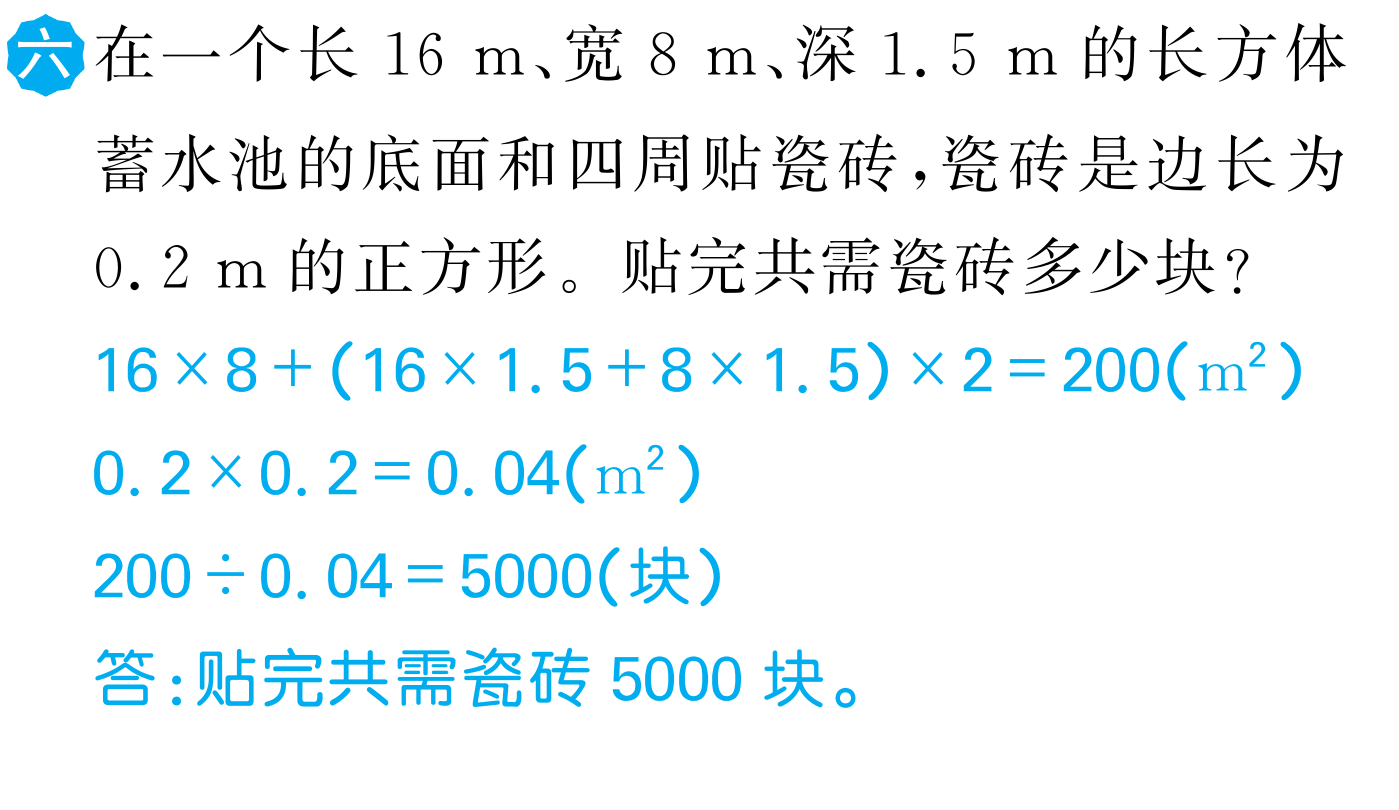 六 在一个长 16 m、宽 8 m、深 1.5 m 的长方体
蓄水池的底面和四周贴瓷砖,瓷砖是边长为
0.2 m 的正方形。贴完共需瓷砖多少块?
16×8+(16×1.5+8×1.5)×2=200(m²)
0.2×0.2=0.04(m²)
200÷0.04=5000(块)
答:贴完共需瓷砖 5000 块。